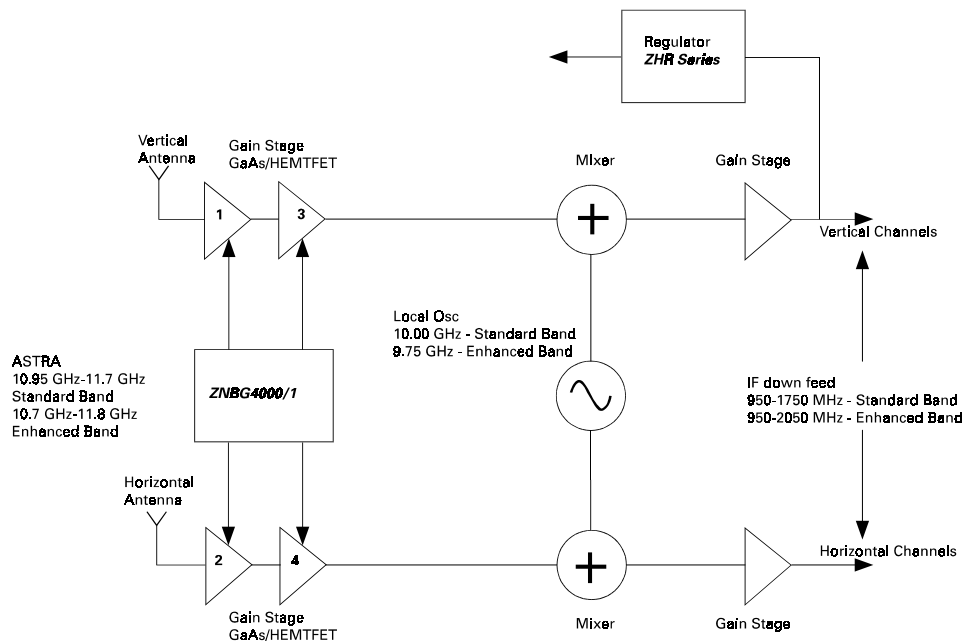 Regulator
ZHR Series
Vertical
Antenna
Gain Stage
GaAs/HEMTFET
Mixer
Gain Stage
1
3
+
Vertical Channels
Local Osc
10.00 GHz - Standard Band
9.75 GHz - Enhanced Band
ASTRA
10.95 GHz-11.7 GHz
Standard Band
10.7 GHz-11.8 GHz
Enhanced Band
ZNBG4000/1
IF down feed
950-1750 MHz - Standard Band
950-2050 MHz - Enhanced Band
Horizontal
Antenna
2
4
+
Horizontal Channels
Gain Stage
GaAs/HEMTFET
Mixer
Gain Stage